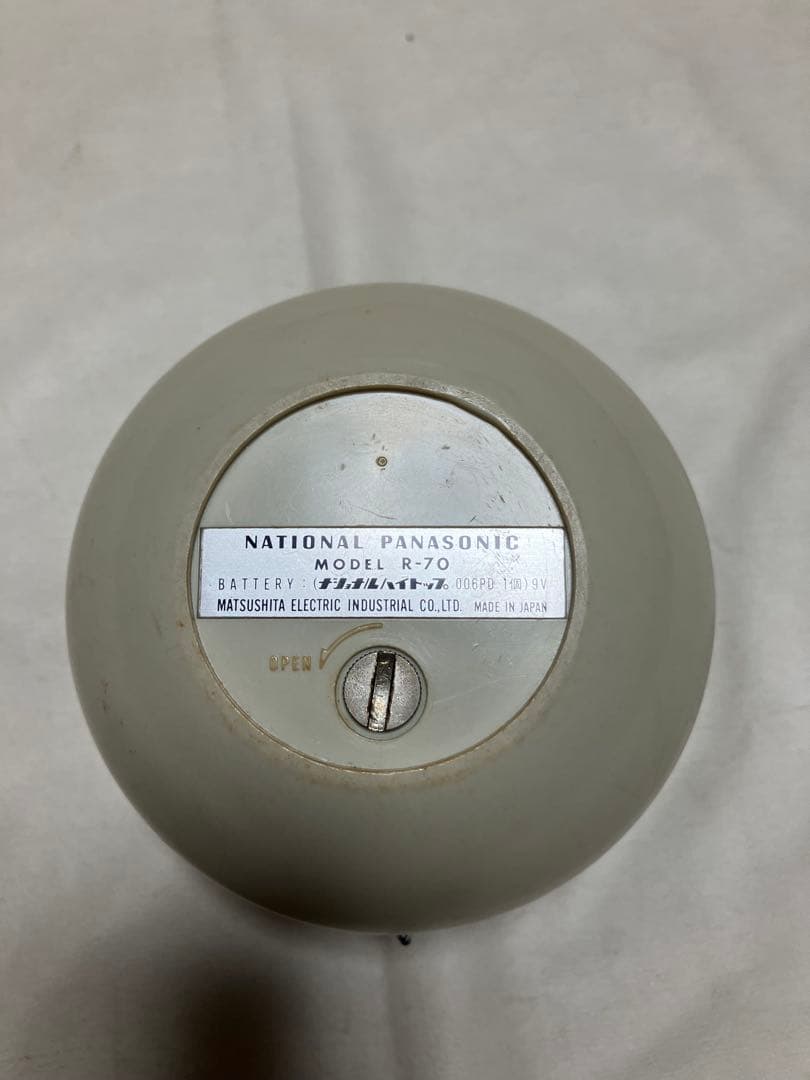 NATIONAL PANASONIC
MODEL R-70
BATTERY:(ナショナルハイトップ 006PD 1個)9V
MATSUSHITA ELECTRIC INDUSTRIAL CO.,LTD. MADE IN JAPAN
OPEN